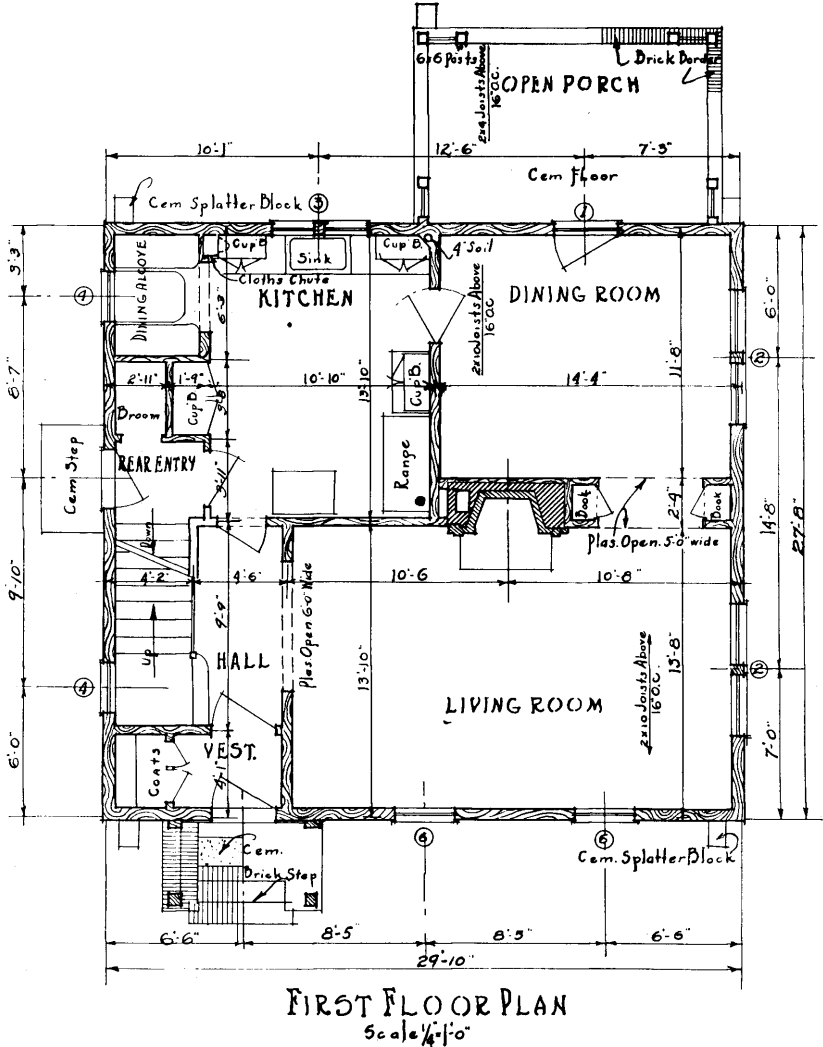 6x6 Posts
Brick Border
2x4 Joists Above
16" O.C.
OPEN PORCH
10'-1"
12'-6"
7'-3"
Cem Floor
Cem Splatter Block
3
1
3'-3"
Cup'B.
Sink
Cup'B.
4" Soil
Cloths Chute
DINING ALCOVE
4
6'-3"
KITCHEN
2x10 Joists Above
16" O.C.
DINING ROOM
6'-0"
8'-7"
2'-11"
1'-9"
10'-10"
13'-10"
14'-4"
11'-8"
2
Broom
Cup'B.
3'-8"
Cup'B.
Cem Step
REAR ENTRY
3'-11"
Range
Book
2'-4"
Book
14'-8"
27'-8"
Plas. Open. 5'-0" wide
Down
9'-10"
4'-2"
4'-6"
10'-6
10'-8"
9'-9"
Plas. Open 6'-0" Wide
Up
HALL
13'-10"
13'-8"
2x10 Joists Above
16" O.C.
2
4
LIVING ROOM
6'-0"
VEST.
Coats
4'-1"
7'-0"
6
6
Cem.
Cem. Splatter Block
Brick Step
6'-6"
8'-5
8'-5"
6'-6"
29'-10"
FIRST FLOOR PLAN
Scale 1/4"=1'-0"